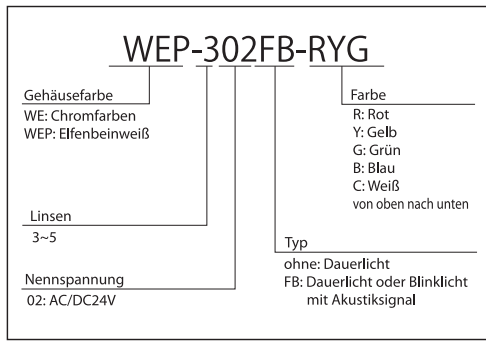 WEP-302FB-RYG
Gehäusefarbe
WE: Chromfarben
WEP: Elfenbeinweiß
Linsen
3~5
Nennspannung
02: AC/DC24V
Farbe
R: Rot
Y: Gelb
G: Grün
B: Blau
C: Weiß
von oben nach unten
Typ
ohne: Dauerlicht
FB: Dauerlicht oder Blinklicht
mit Akustiksignal